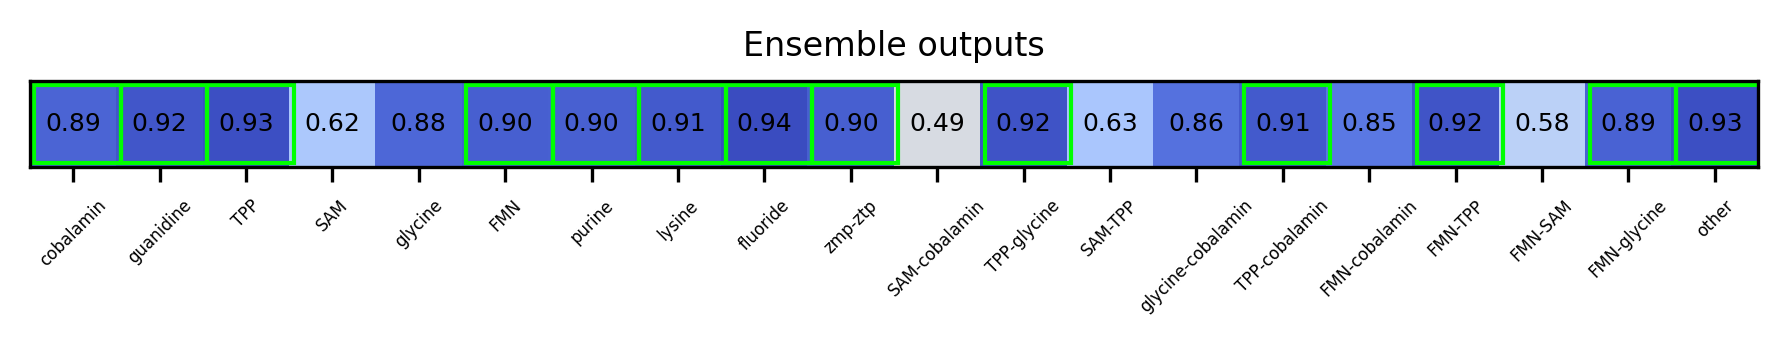 Ensemble outputs
0.89 0.92 0.93 0.62 0.88 0.90 0.90 0.91 0.94 0.90 0.49 0.92 0.63 0.86 0.91 0.85 0.92 0.58 0.89 0.93
cobalamin guanidine TPP SAM glycine FMN purine lysine fluoride zmp-ztp SAM-cobalamin TPP-glycine SAM-TPP glycine-cobalamin TPP-cobalamin FMN-cobalamin FMN-TPP FMN-SAM FMN-glycine other